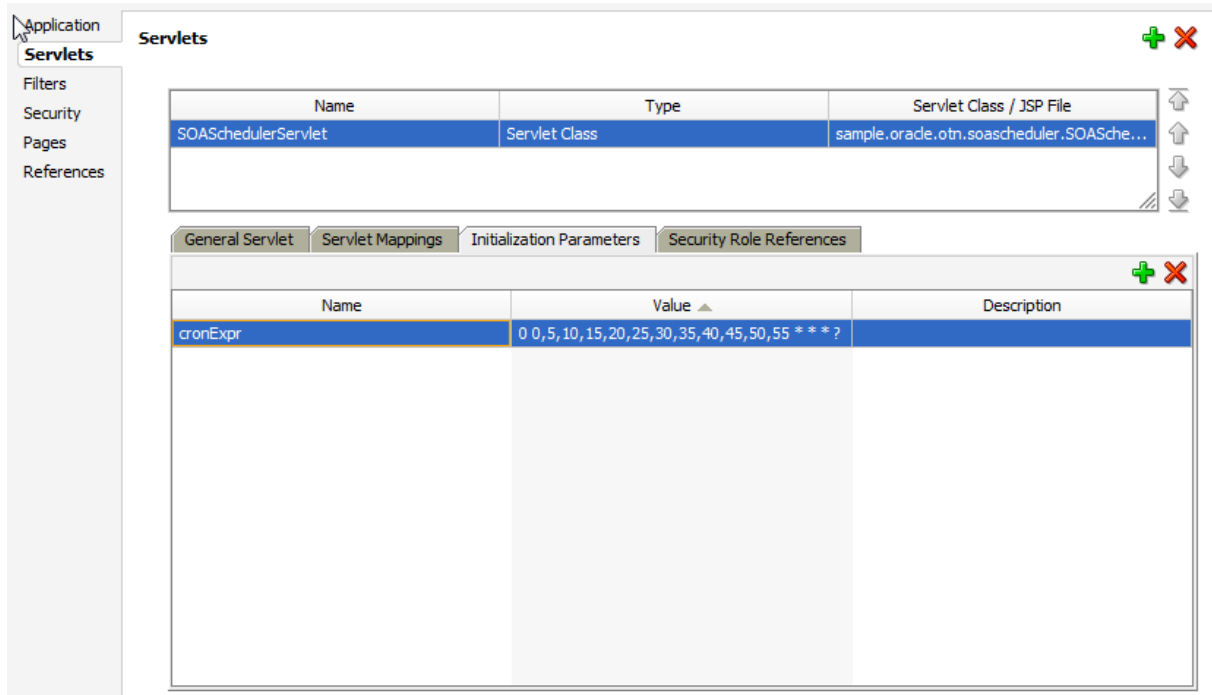 Application
Servlets
Filters
Security
Pages
References
Servlets
Name Type Servlet Class / JSP File
SOASchedulerServlet Servlet Class sample.oracle.otn.soascheduler.SOASche...
General Servlet Servlet Mappings Initialization Parameters Security Role References
Name Value Description
cronExpr 0 0,5,10,15,20,25,30,35,40,45,50,55 * * * ?